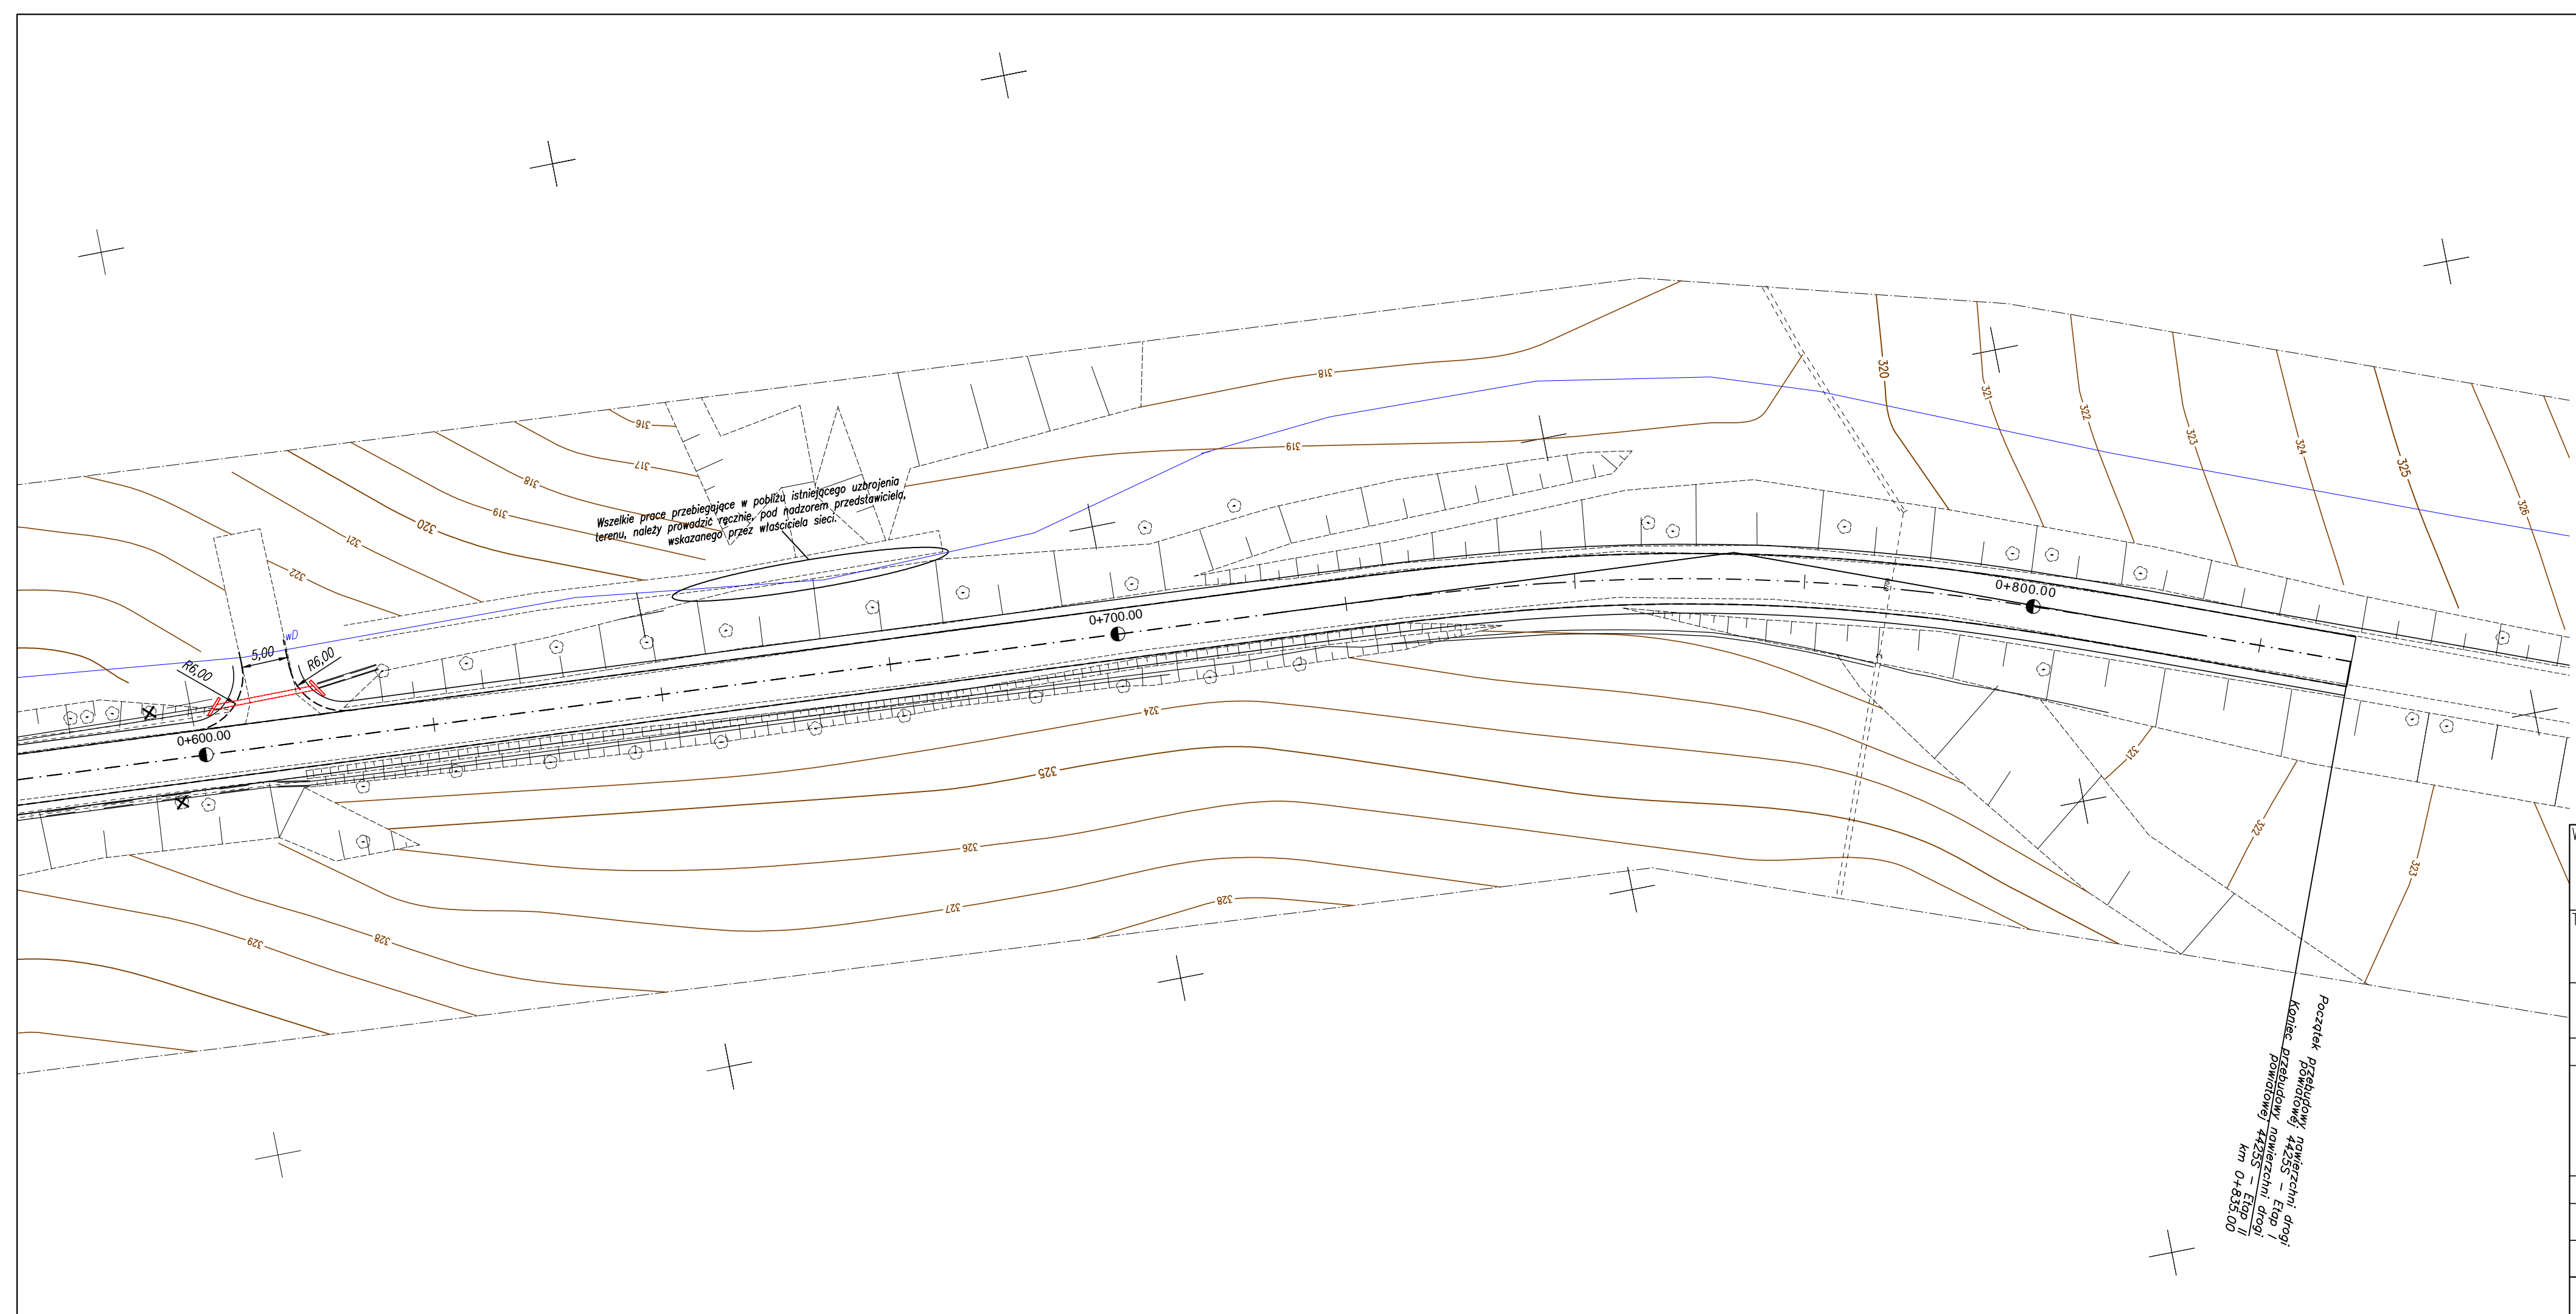 316
317
318
319
320
321
322
318
319
320
321
322
323
324
325
326
Wszelkie prace przebiegające w pobliżu istniejącego uzbrojenia
terenu, należy prowadzić ręcznie, pod nadzorem przedstawiciela,
wskazanego przez właściciela sieci.
wD
5,00
R6,00
R6,00
0+600.00
0+700.00
0+800.00
324
325
326
327
328
328
329
321
322
323
Początek przebudowy nawierzchni drogi
powiatowej 4425S - Etap I
Koniec przebudowy nawierzchni drogi
powiatowej 4425S - Etap II
km 0+835.00